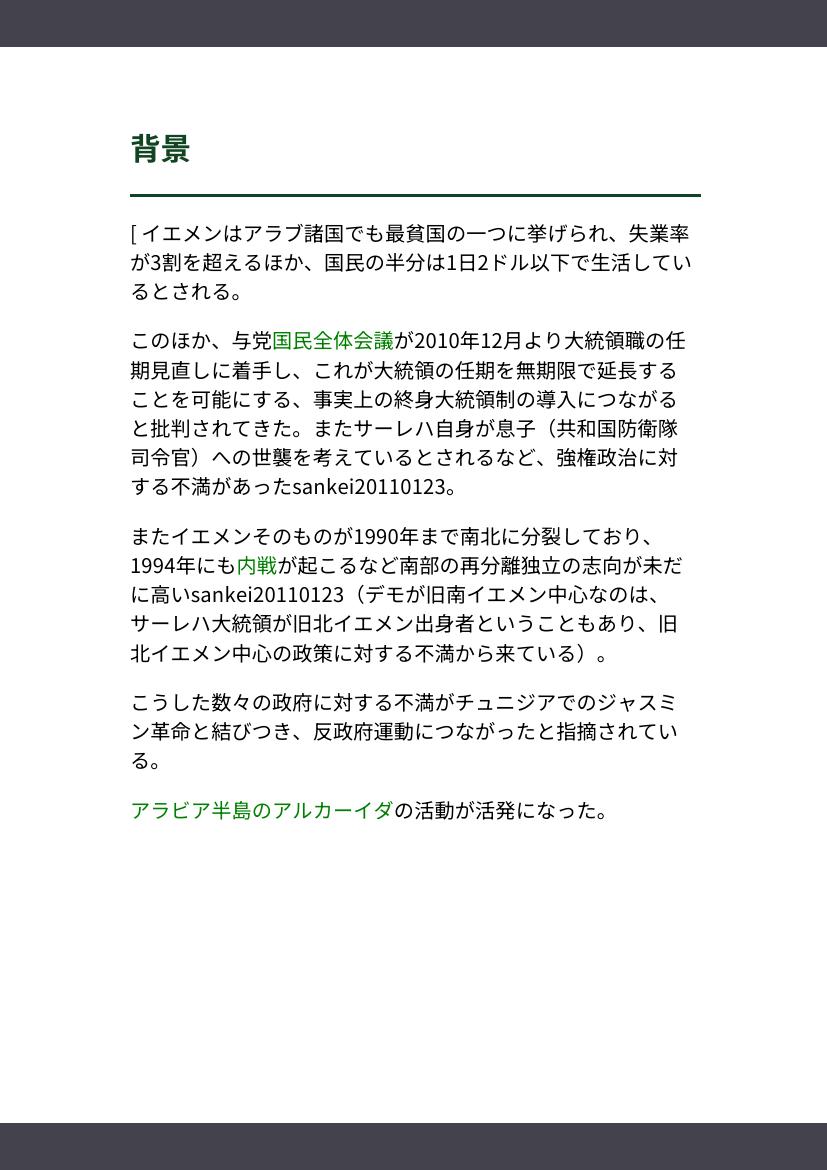 背景
[ イエメンはアラブ諸国でも最貧国の一つに挙げられ、失業率
が3割を超えるほか、国民の半分は1日2ドル以下で生活してい
るとされる。
このほか、与党国民全体会議が2010年12月より大統領職の任
期見直しに着手し、これが大統領の任期を無期限で延長する
ことを可能にする、事実上の終身大統領制の導入につながる
と批判されてきた。またサーレハ自身が息子（共和国防衛隊
司令官）への世襲を考えているとされるなど、強権政治に対
する不満があったsankei20110123。
またイエメンそのものが1990年まで南北に分裂しており、
1994年にも内戦が起こるなど南部の再分離独立の志向が未だ
に高いsankei20110123（デモが旧南イエメン中心なのは、
サーレハ大統領が旧北イエメン出身者ということもあり、旧
北イエメン中心の政策に対する不満から来ている）。
こうした数々の政府に対する不満がチュニジアでのジャスミ
ン革命と結びつき、反政府運動につながったと指摘されてい
る。
アラビア半島のアルカーイダの活動が活発になった。